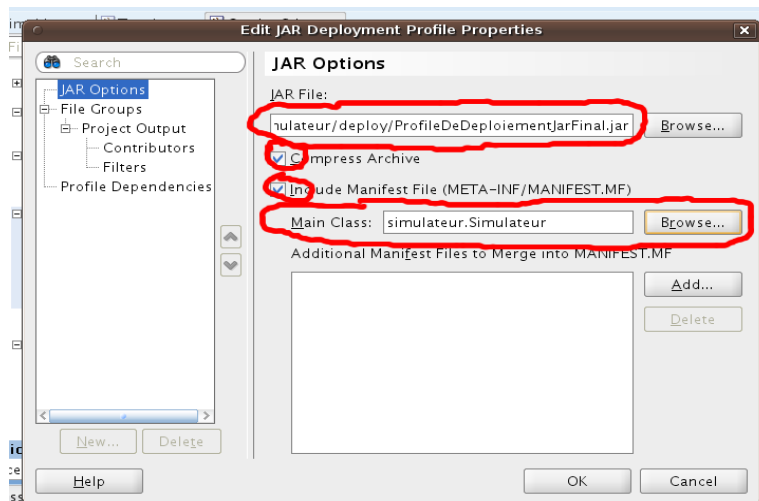 Edit JAR Deployment Profile Properties
Search
JAR Options
File Groups
Project Output
Contributors
Filters
Profile Dependencies
New...
Delete
JAR Options
JAR File:
nulateur/deploy/ProfileDeDeploiementJarFinal.jar
Browse...
Compress Archive
Include Manifest File (META-INF/MANIFEST.MF)
Main Class:
simulateur.Simulateur
Browse...
Additional Manifest Files to Merge into MANIFEST.MF
Add...
Delete
Help
OK
Cancel